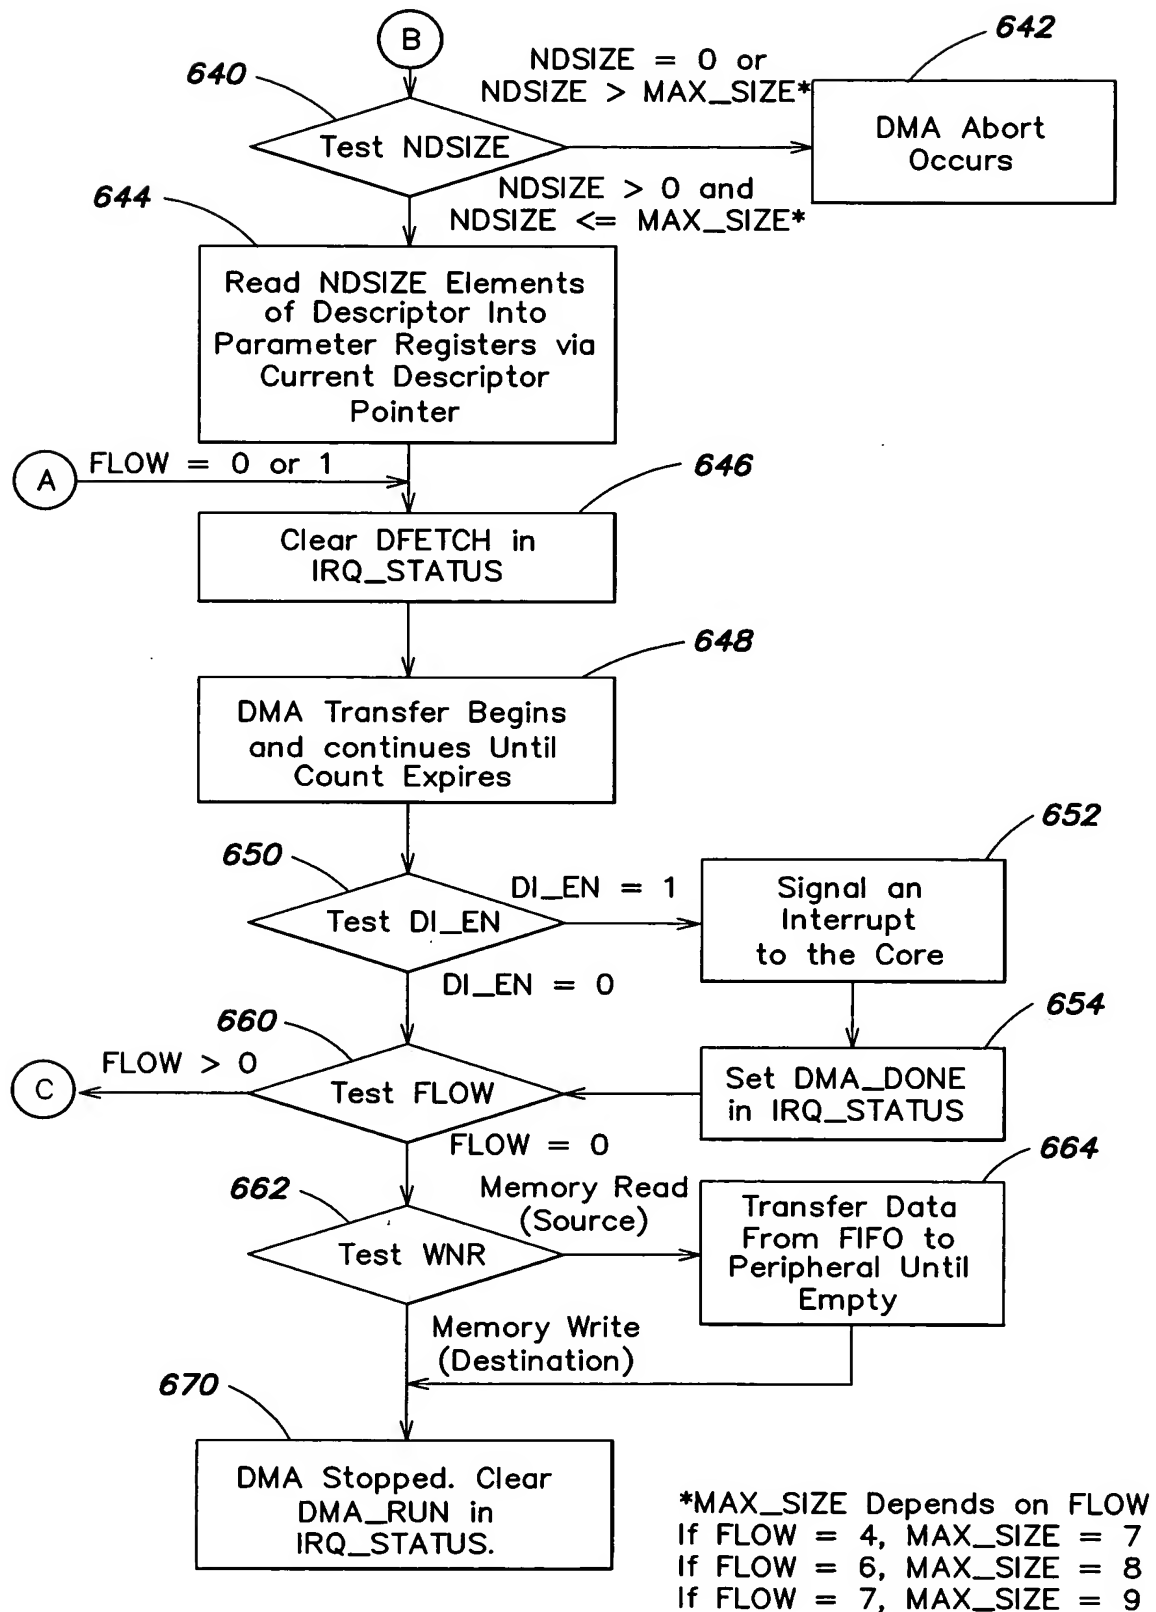 B
642
640
NDSIZE = 0 or
NDSIZE > MAX_SIZE*
Test NDSIZE
DMA Abort
Occurs
NDSIZE > 0 and
NDSIZE <= MAX_SIZE*
644
Read NDSIZE Elements
of Descriptor Into
Parameter Registers via
Current Descriptor
Pointer
A
FLOW = 0 or 1
646
Clear DFETCH in
IRQ_STATUS
648
DMA Transfer Begins
and continues Until
Count Expires
650
Test DI_EN
DI_EN = 1
652
Signal an
Interrupt
to the Core
DI_EN = 0
654
Set DMA_DONE
in IRQ_STATUS
660
Test FLOW
FLOW > 0
C
FLOW = 0
662
Test WNR
Memory Read
(Source)
664
Transfer Data
From FIFO to
Peripheral Until
Empty
Memory Write
(Destination)
670
DMA Stopped. Clear
DMA_RUN in
IRQ_STATUS.
*MAX_SIZE Depends on FLOW
If FLOW = 4, MAX_SIZE = 7
If FLOW = 6, MAX_SIZE = 8
If FLOW = 7, MAX_SIZE = 9